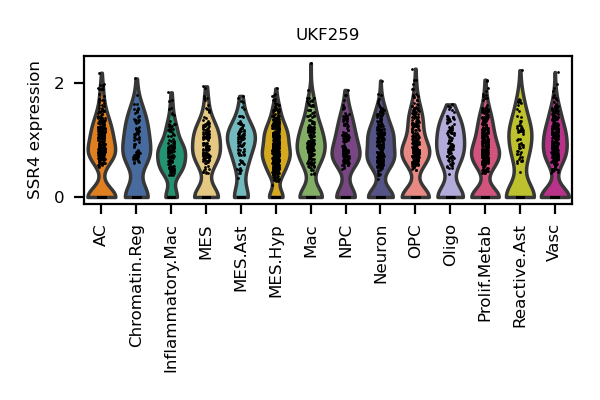 UKF259
SSR4 expression
2
0
AC
Chromatin.Reg
Inflammatory.Mac
MES
MES.Ast
MES.Hyp
Mac
NPC
Neuron
OPC
Oligo
Prolif.Metab
Reactive.Ast
Vasc